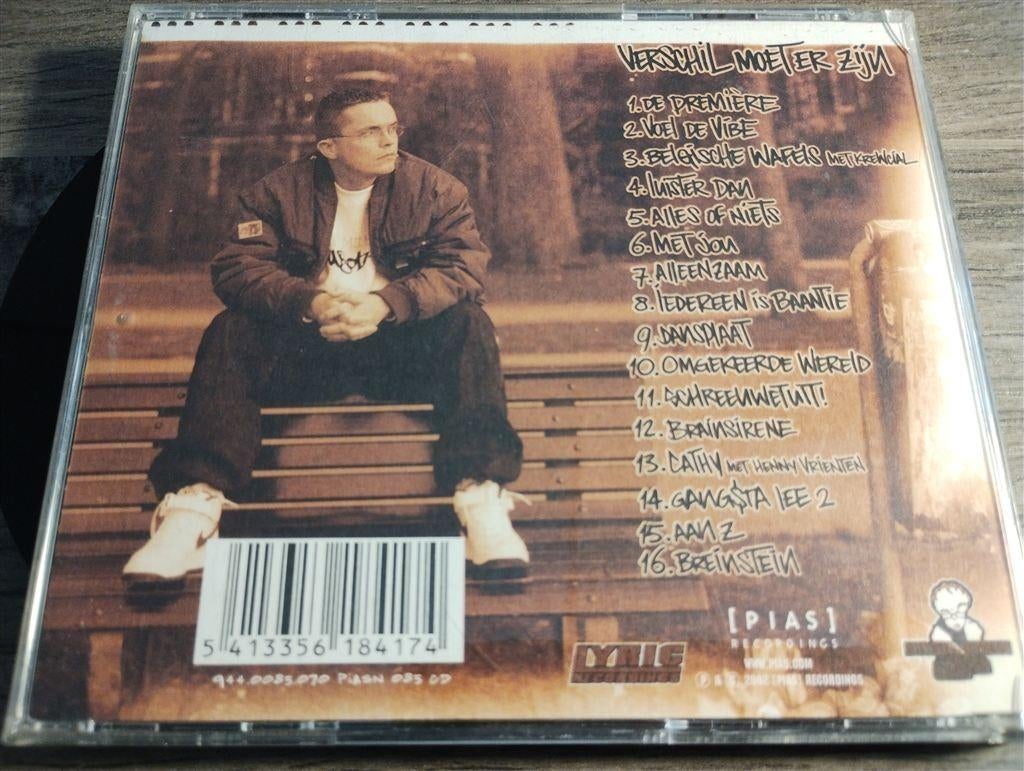 VERSCHIL MOET ER ZIJN
1. DE PREMIÈRE
2. VOEL DE VIBE
3. BELGISCHE WAFELS MET KREWCIAL
4. LUISTER DAN
5. ALLES OF NIETS
6. MET JOU
7. ALLEENZAAM
8. IEDEREEN IS BAANTJE
9. DANSPLAAT
10. OMGEKEERDE WERELD
11. SCHREEUWETUIT!
12. BRAINSIRENE
13. CATHY MET HENNY VRIENTEN
14. GANG$TA LEE 2
15. AAN Z
16. BREINSTEIN
5 413356 184174
944.0085.070 PIASN 085 CD
LYRIC
RECORDINGS
[PIAS]
RECORDINGS
WWW.PIAS.COM
℗ & © 2002 [PIAS] RECORDINGS